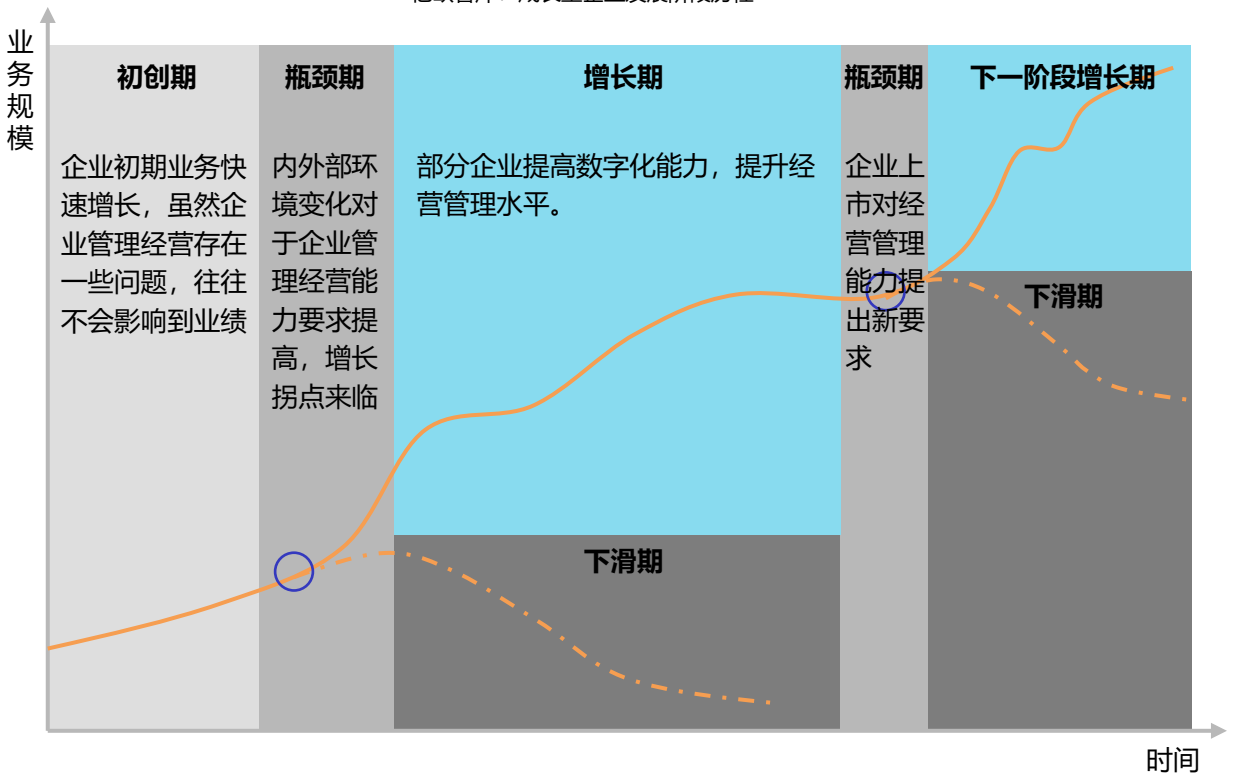 业务规模
初创期
企业初期业务快
速增长，虽然企
业管理经营存在
一些问题，往往
不会影响到业绩
瓶颈期
内外部环
境变化对
于企业管
理经营能
力要求提
高，增长
拐点来临
增长期
部分企业提高数字化能力，提升经
营管理水平。
下滑期
瓶颈期
企业上
市对经
营管理
能力提
出新要
求
下一阶段增长期
下滑期
时间